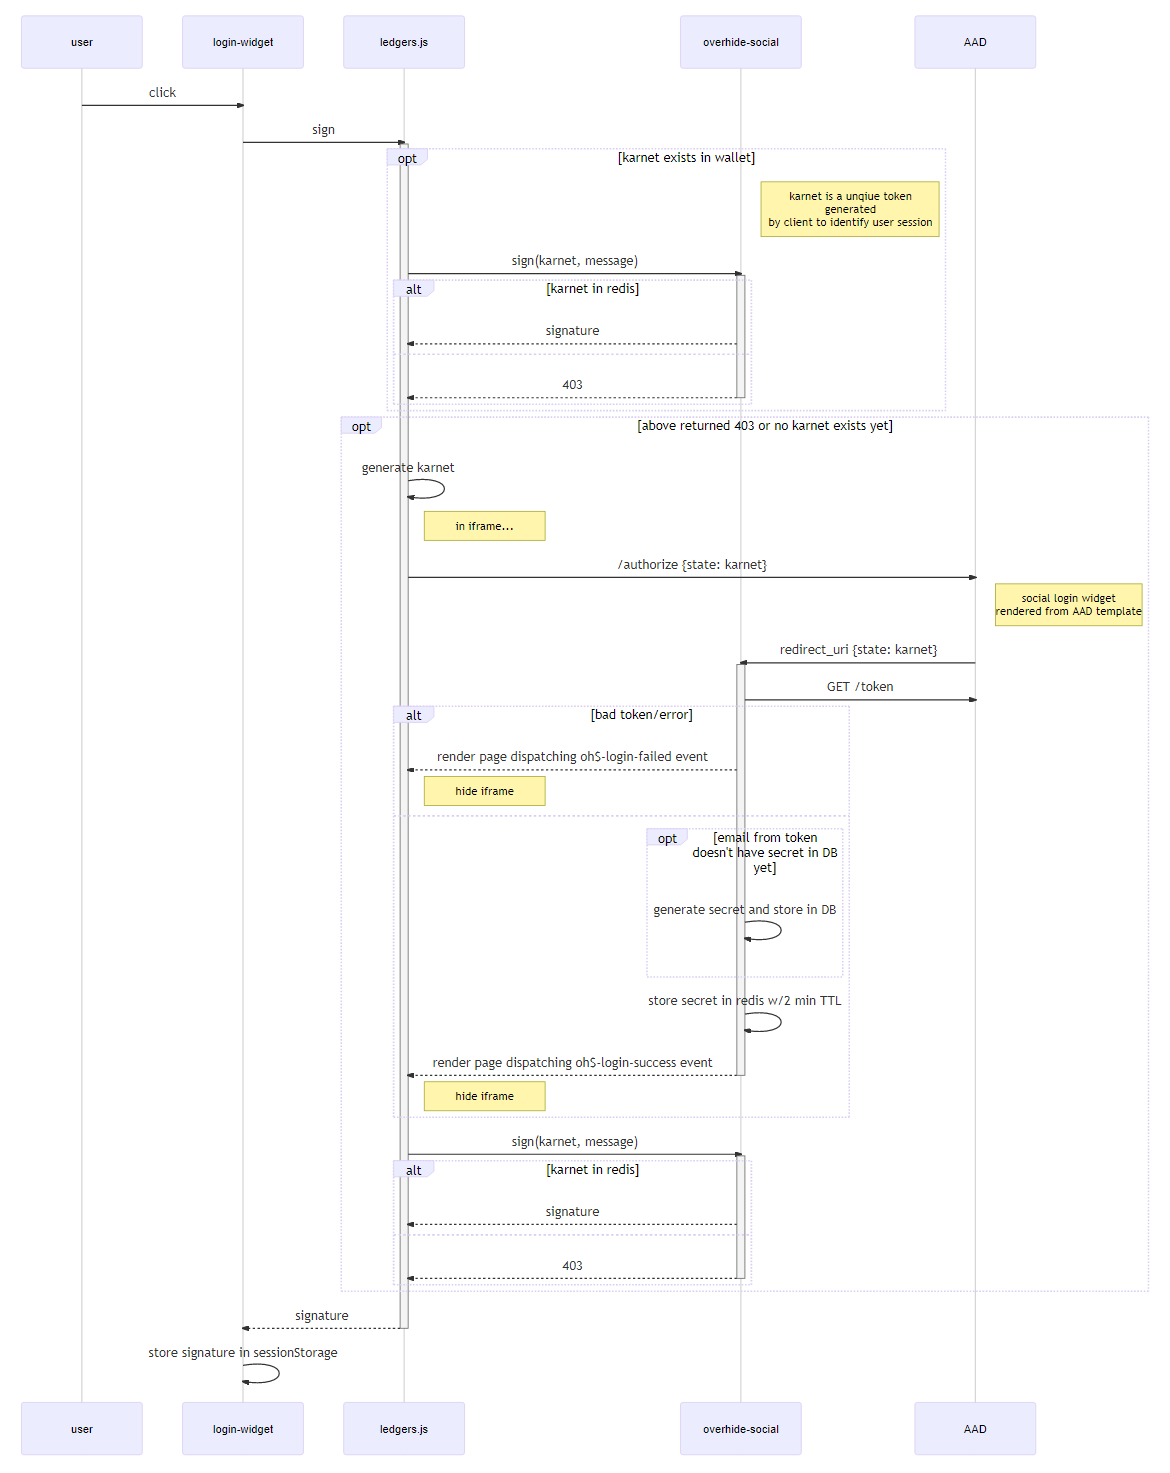 user
login-widget
ledgers.js
overhide-social
AAD
click
sign
opt
[karnet exists in wallet]
karnet is a unqiue token
generated
by client to identify user session
sign(karnet, message)
alt
[karnet in redis]
signature
403
opt
[above returned 403 or no karnet exists yet]
generate karnet
in iframe...
/authorize {state: karnet}
social login widget
rendered from AAD template
redirect_uri {state: karnet}
GET /token
alt
[bad token/error]
render page dispatching oh$-login-failed event
hide iframe
opt
[email from token
doesn't have secret in DB
yet]
generate secret and store in DB
store secret in redis w/2 min TTL
render page dispatching oh$-login-success event
hide iframe
sign(karnet, message)
alt
[karnet in redis]
signature
403
signature
store signature in sessionStorage
user
login-widget
ledgers.js
overhide-social
AAD